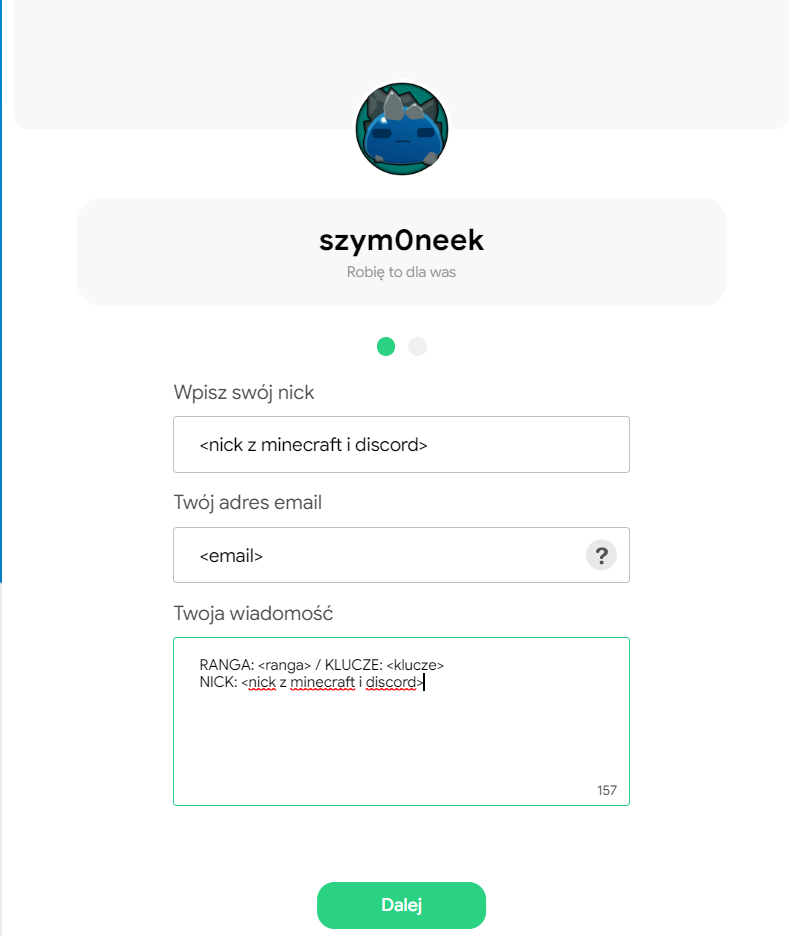 szym0neek
Robię to dla was
Wpisz swój nick
<nick z minecraft i discord>
Twój adres email
<email>
?
Twoja wiadomość
RANGA: <ranga> / KLUCZE: <klucze>
NICK: <nick z minecraft i discord>
157
Dalej